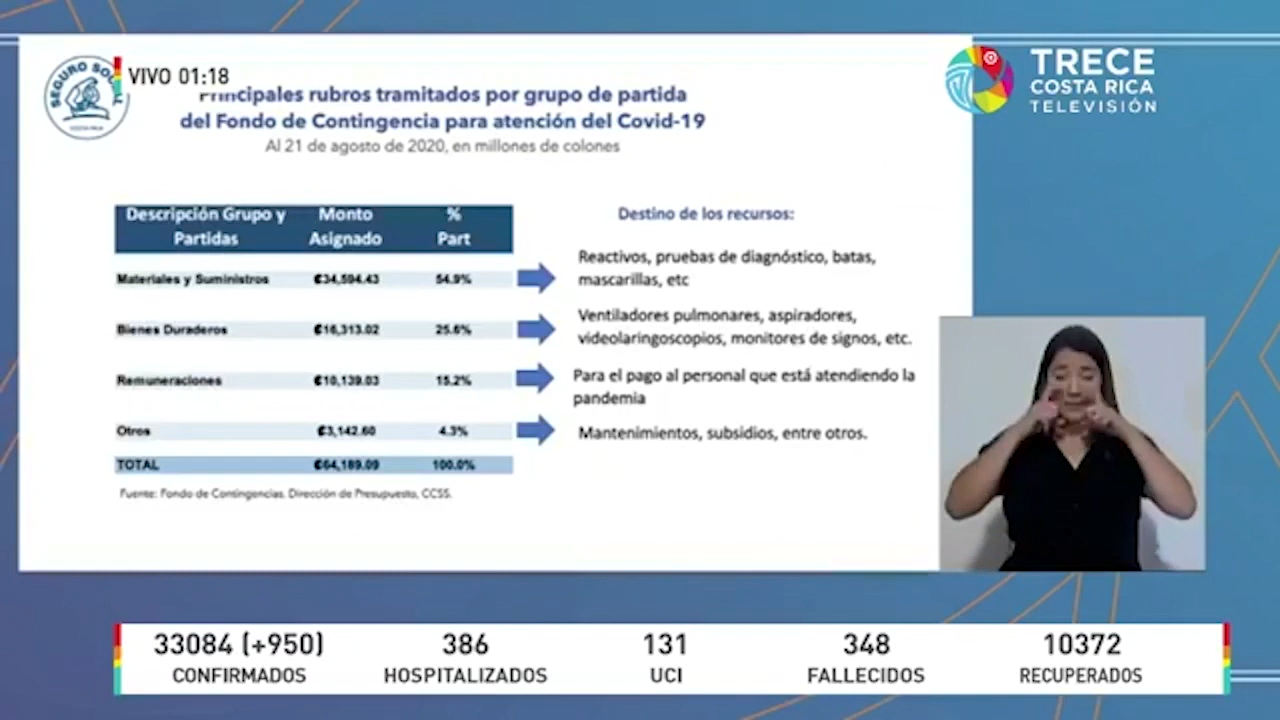 SEGURO SOCIAL
COSTA RICA
VIVO 01:18
TRECE
COSTA RICA
TELEVISIÓN
Principales rubros tramitados por grupo de partida
del Fondo de Contingencia para atención del Covid-19
Al 21 de agosto de 2020, en millones de colones
Descripción Grupo y Partidas Monto Asignado % Part
Destino de los recursos:
Materiales y Suministros ₡34,594.43 54.9%
Reactivos, pruebas de diagnóstico, batas,
mascarillas, etc
Bienes Duraderos ₡16,313.02 25.6%
Ventiladores pulmonares, aspiradores,
videolaringoscopios, monitores de signos, etc.
Remuneraciones ₡10,139.03 15.2%
Para el pago al personal que está atendiendo la
pandemia
Otros ₡3,142.60 4.3%
Mantenimientos, subsidios, entre otros.
TOTAL ₡64,189.09 100.0%
Fuente: Fondo de Contingencias. Dirección de Presupuesto, CCSS.
33084 (+950) 386 131 348 10372
CONFIRMADOS HOSPITALIZADOS UCI FALLECIDOS RECUPERADOS